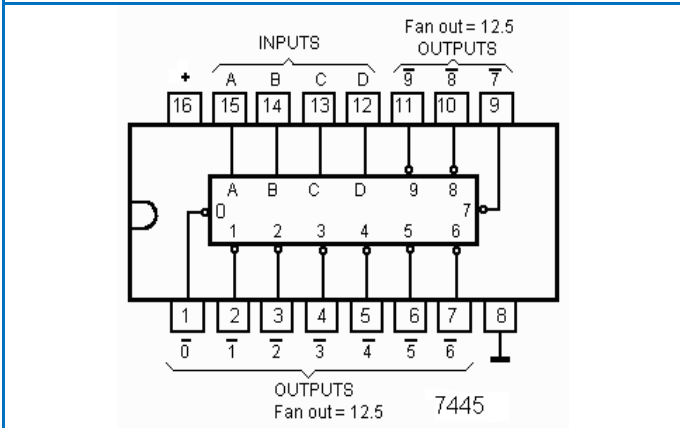 Fan out = 12.5
INPUTS OUTPUTS
+ A B C D 9̅ 8̅ 7̅
16 15 14 13 12 11 10 9
A B C D 9 8
0 7
1 2 3 4 5 6
1 2 3 4 5 6 7 8
0̅ 1̅ 2̅ 3̅ 4̅ 5̅ 6̅
OUTPUTS
Fan out = 12.5 7445